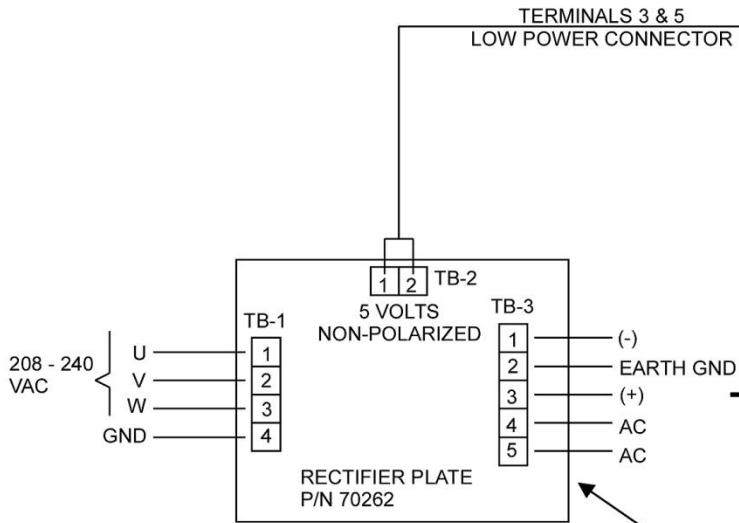 TERMINALS 3 & 5
LOW POWER CONNECTOR
1 2 TB-2
5 VOLTS
NON-POLARIZED
TB-1
TB-3
208 - 240
VAC
U 1
V 2
W 3
GND 4
1 (-)
2 EARTH GND
3 (+)
4 AC
5 AC
RECTIFIER PLATE
P/N 70262